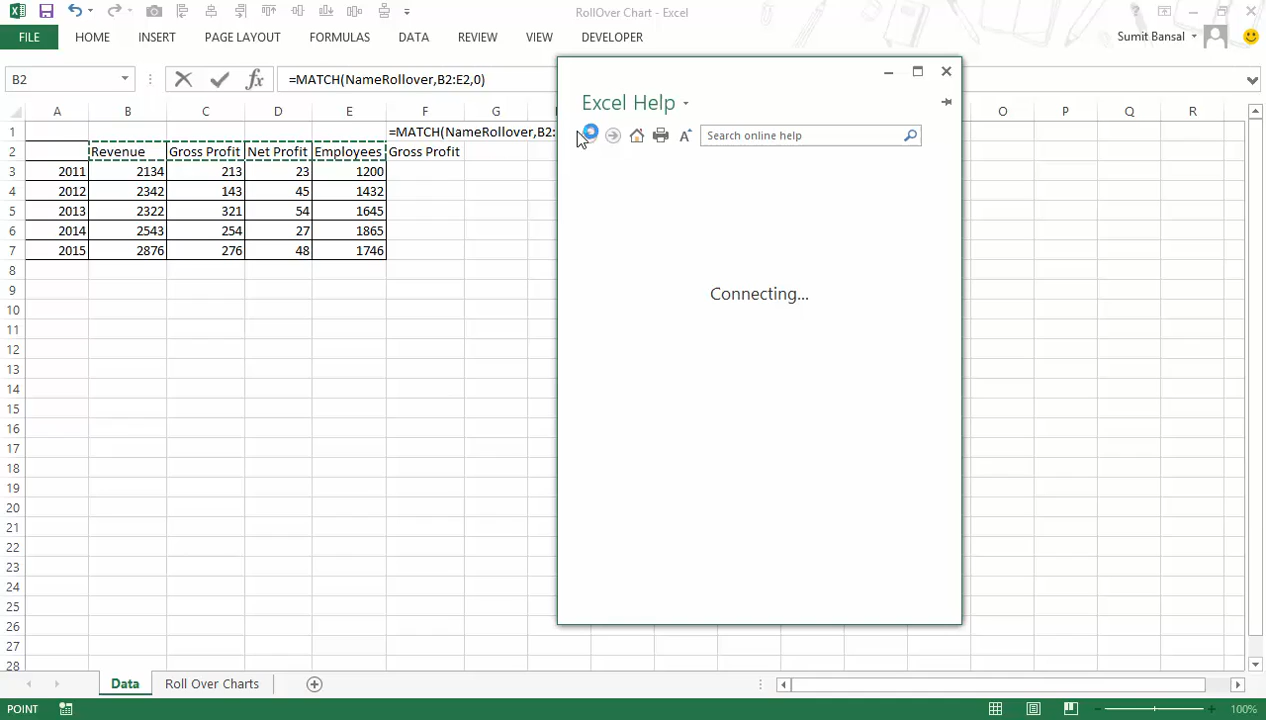 RollOver Chart - Excel
FILE HOME INSERT PAGE LAYOUT FORMULAS DATA REVIEW VIEW DEVELOPER Sumit Bansal
B2 fx =MATCH(NameRollover,B2:E2,0)
A B C D E F G O P Q R
1 =MATCH(NameRollover,B2:
2 Revenue Gross Profit Net Profit Employees Gross Profit
3 2011 2134 213 23 1200
4 2012 2342 143 45 1432
5 2013 2322 321 54 1645
6 2014 2543 254 27 1865
7 2015 2876 276 48 1746
8
9
10
11
12
13
14
15
16
17
18
19
20
21
22
23
24
25
26
27
28
Excel Help
A Search online help
Connecting...
Data Roll Over Charts
POINT 100%